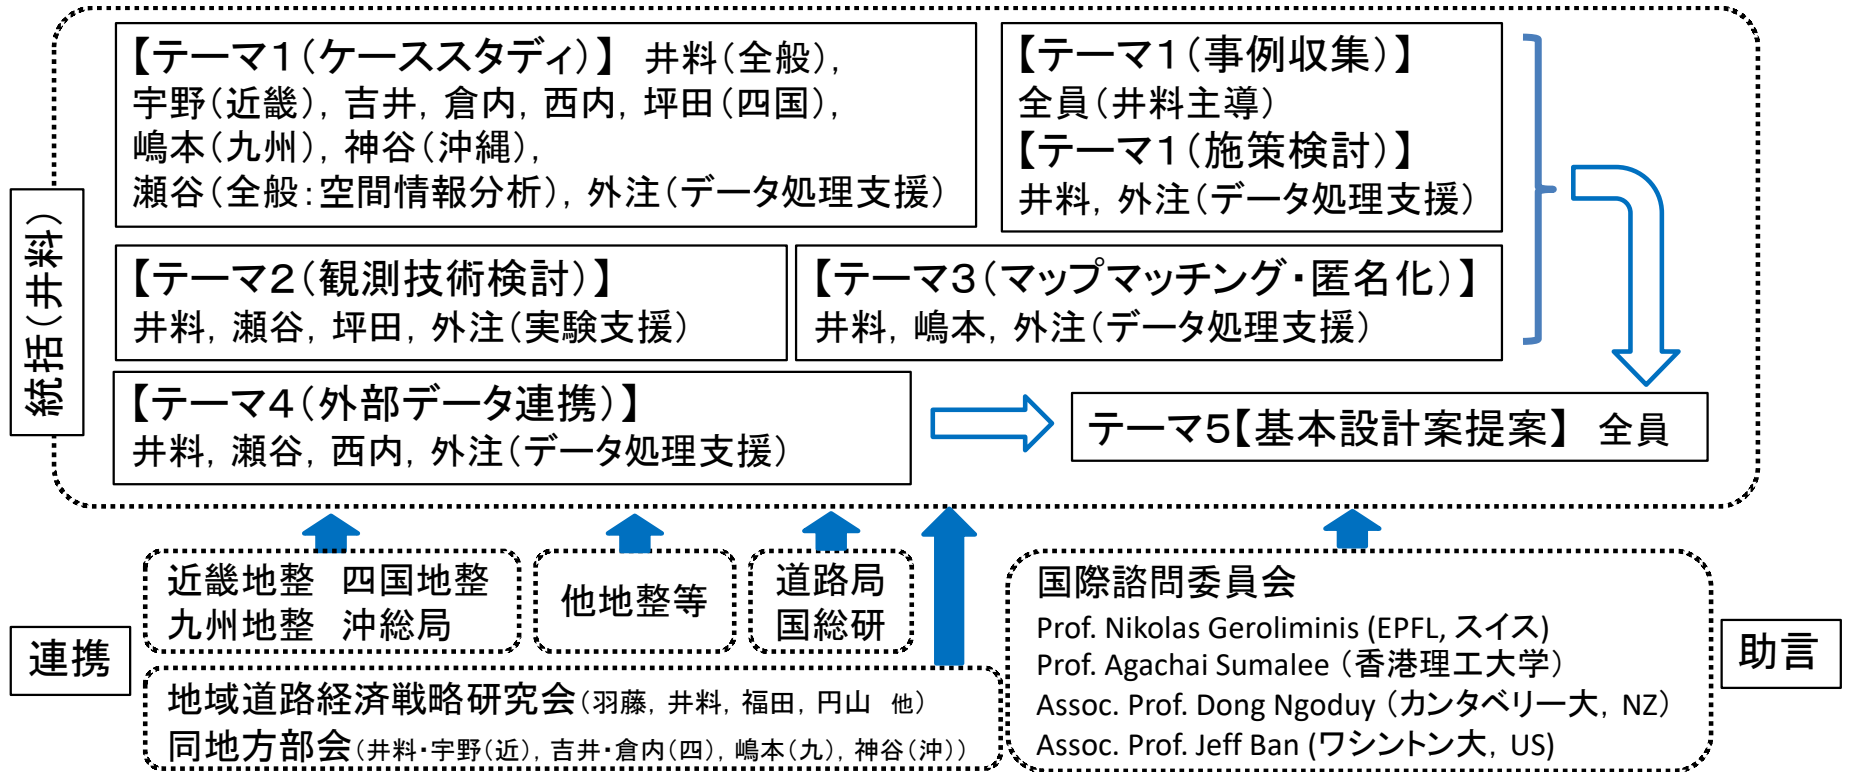 統括(井料)
【テーマ1(ケーススタディ)】 井料(全般),
宇野(近畿), 吉井, 倉内, 西内, 坪田(四国),
嶋本(九州), 神谷(沖縄),
瀬谷(全般:空間情報分析), 外注(データ処理支援)
【テーマ1(事例収集)】
全員(井料主導)
【テーマ1(施策検討)】
井料, 外注(データ処理支援)
【テーマ2(観測技術検討)】
井料, 瀬谷, 坪田, 外注(実験支援)
【テーマ3(マップマッチング・匿名化)】
井料, 嶋本, 外注(データ処理支援)
【テーマ4(外部データ連携)】
井料, 瀬谷, 西内, 外注(データ処理支援)
テーマ5【基本設計案提案】 全員
連携
近畿地整 四国地整
九州地整 沖総局
他地整等
道路局
国総研
地域道路経済戦略研究会(羽藤, 井料, 福田, 円山 他)
同地方部会(井料・宇野(近), 吉井・倉内(四), 嶋本(九), 神谷(沖))
国際諮問委員会
Prof. Nikolas Geroliminis (EPFL, スイス)
Prof. Agachai Sumalee (香港理工大学)
Assoc. Prof. Dong Ngoduy (カンタベリー大, NZ)
Assoc. Prof. Jeff Ban (ワシントン大, US)
助言